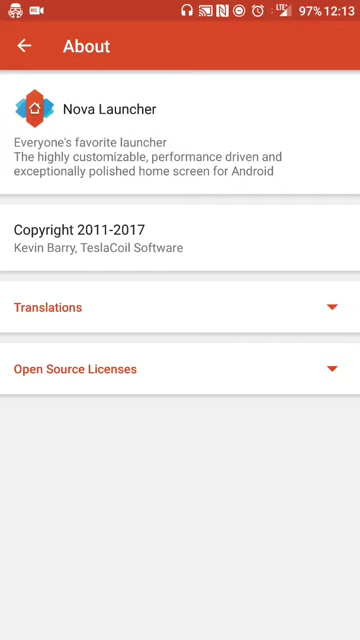 LTE 97% 12:13
About
Nova Launcher
Everyone's favorite launcher
The highly customizable, performance driven and
exceptionally polished home screen for Android
Copyright 2011-2017
Kevin Barry, TeslaCoil Software
Translations
Open Source Licenses